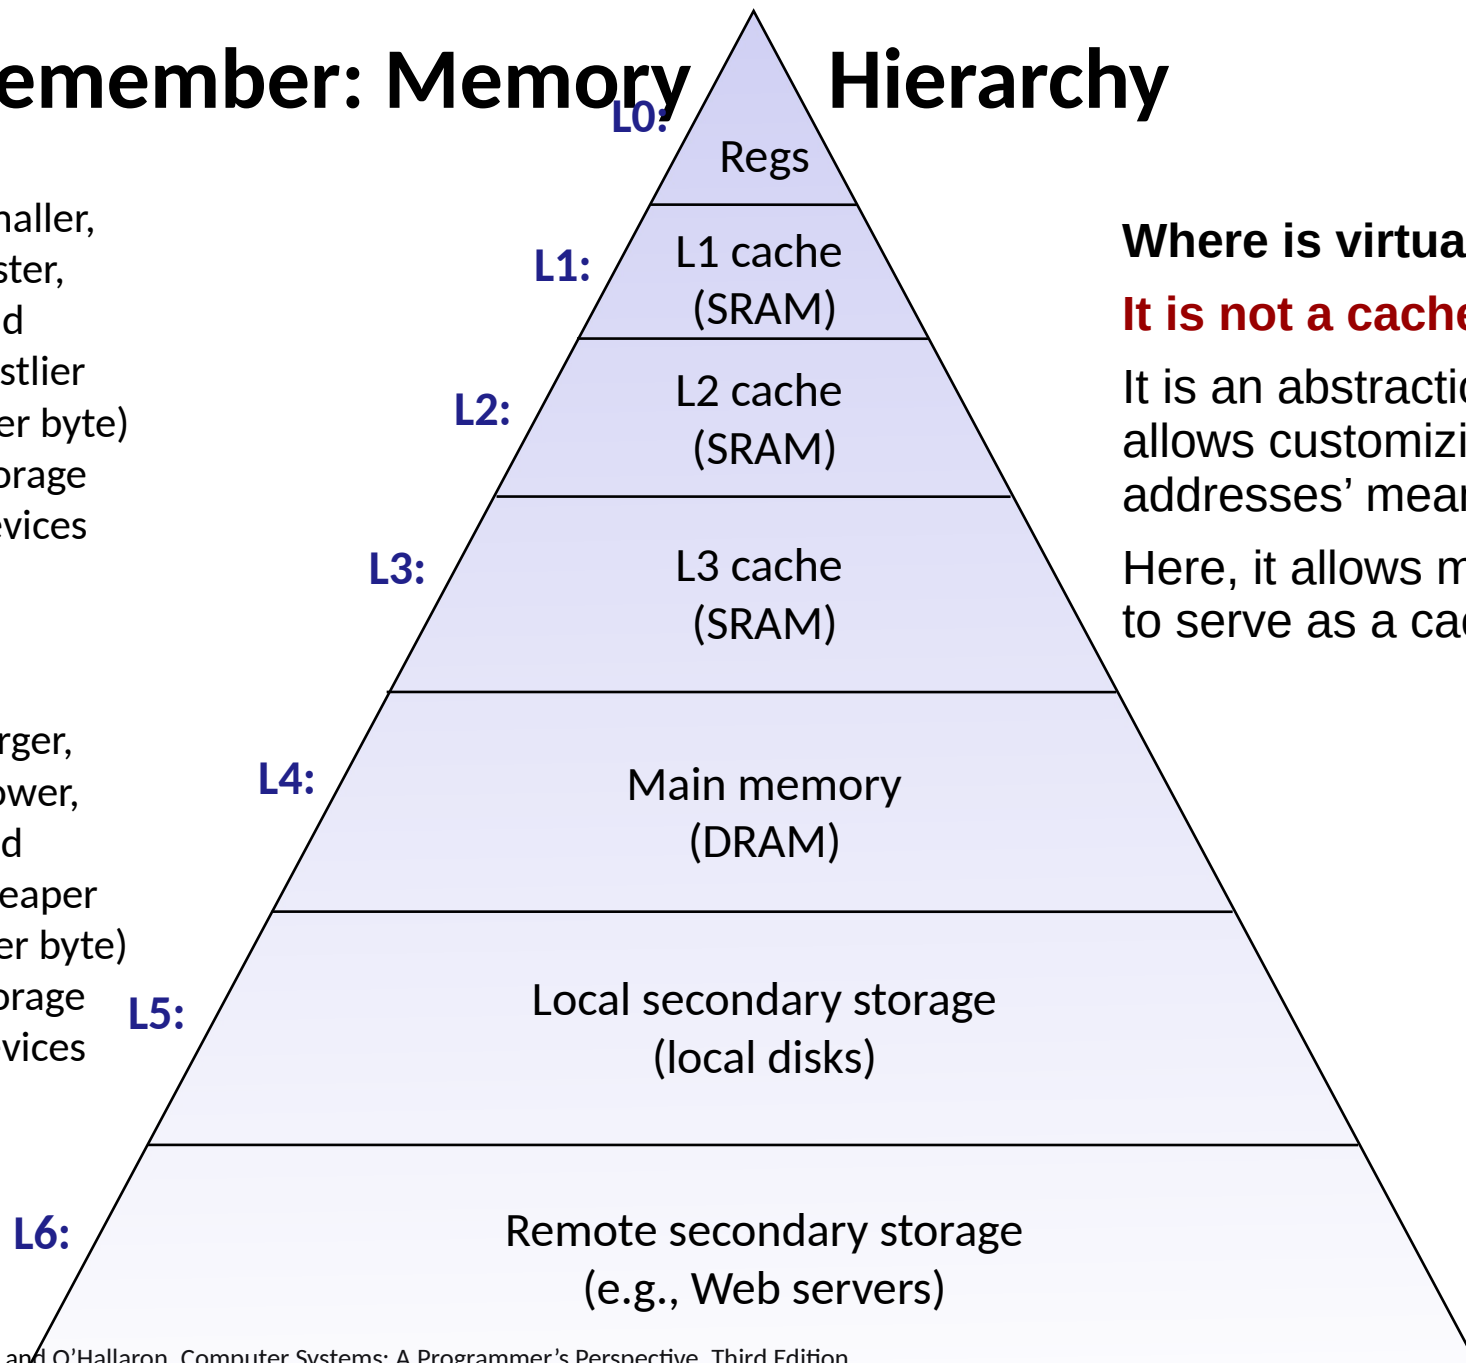 emember: Memory Hierarchy
L0:
Regs
naller,
ster,
d
stlier
er byte)
orage
evices
L1:
L1 cache
(SRAM)
L2:
L2 cache
(SRAM)
L3:
L3 cache
(SRAM)
Where is virtua
It is not a cache
It is an abstractio
allows customizi
addresses’ mean
Here, it allows m
to serve as a cac
rger,
ower,
d
eaper
er byte)
orage
vices
L4:
Main memory
(DRAM)
L5:
Local secondary storage
(local disks)
L6:
Remote secondary storage
(e.g., Web servers)
and O’Hallaron, Computer Systems: A Programmer’s Perspective, Third Edition